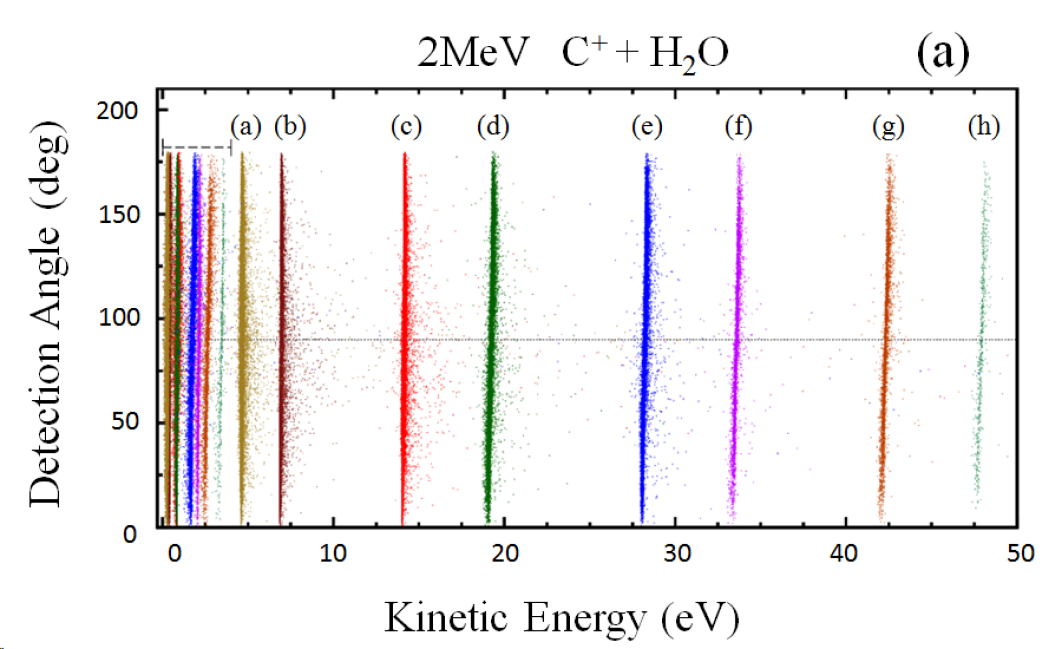 2MeV C⁺ + H₂O (a)
200
(a) (b) (c) (d) (e) (f) (g) (h)
150
100
50
0
0 10 20 30 40 50
Detection Angle (deg)
Kinetic Energy (eV)